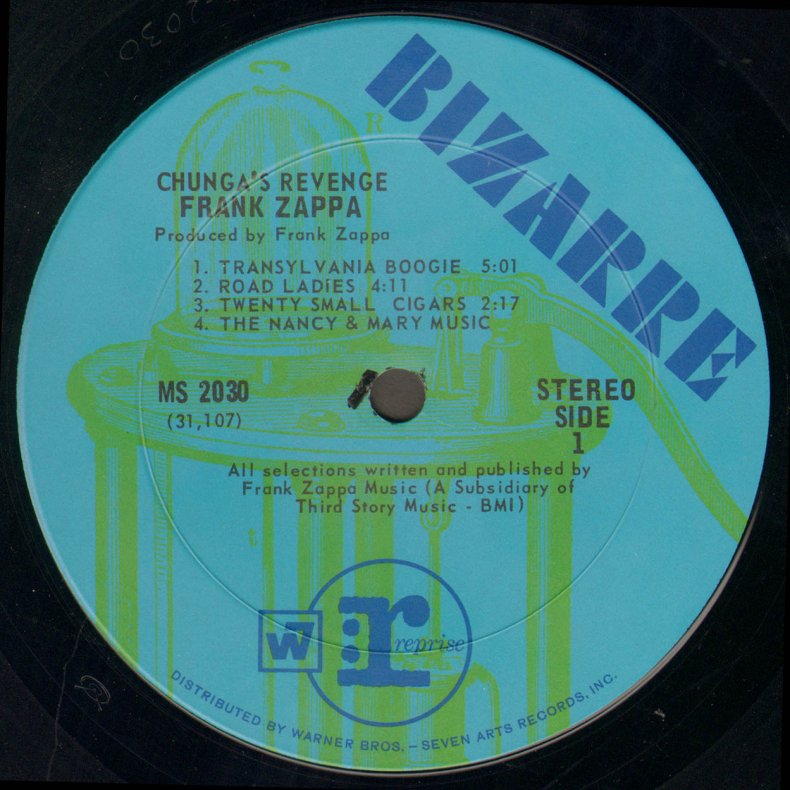 2030
BIZARRE
R
CHUNGA'S REVENGE
FRANK ZAPPA
Produced by Frank Zappa
1. TRANSYLVANIA BOOGIE 5:01
2. ROAD LADiES 4:11
3. TWENTY SMALL CIGARS 2:17
4. THE NANCY & MARY MUSIC
MS 2030
(31,107)
STEREO
SIDE
1
All selections written and published by
Frank Zappa Music (A Subsidiary of
Third Story Music - BMI)
t
W7
r
reprise
DISTRIBUTED BY WARNER BROS. – SEVEN ARTS RECORDS, INC.